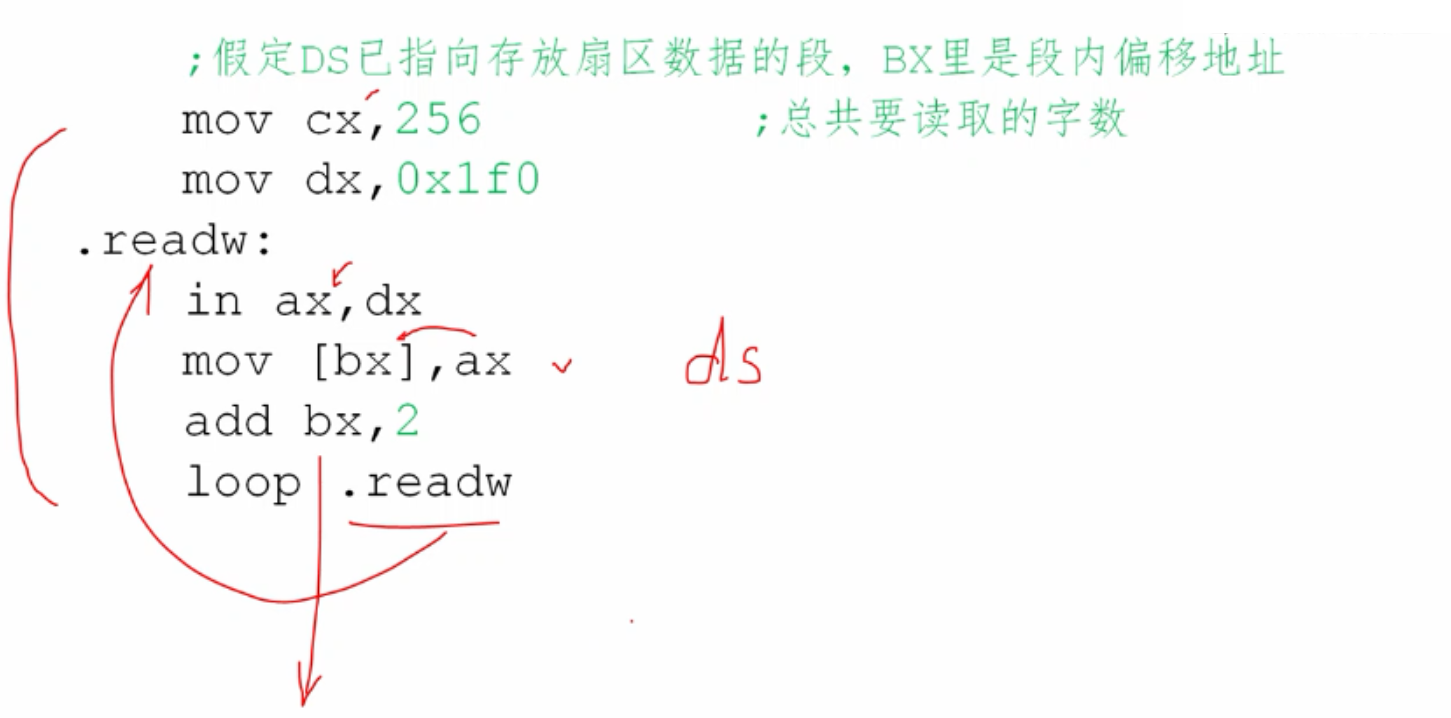 ;假定DS已指向存放扇区数据的段，BX里是段内偏移地址
mov cx,256 ;总共要读取的字数
mov dx,0x1f0
.readw:
in ax,dx
mov [bx],ax ds
add bx,2
loop .readw